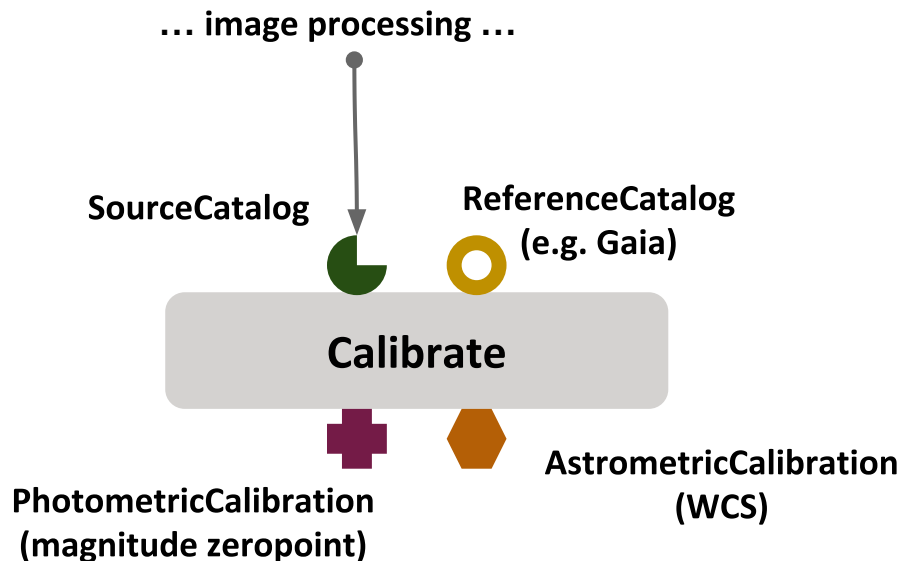 ... image processing ...
SourceCatalog
ReferenceCatalog
(e.g. Gaia)
Calibrate
AstrometricCalibration
(WCS)
PhotometricCalibration
(magnitude zeropoint)